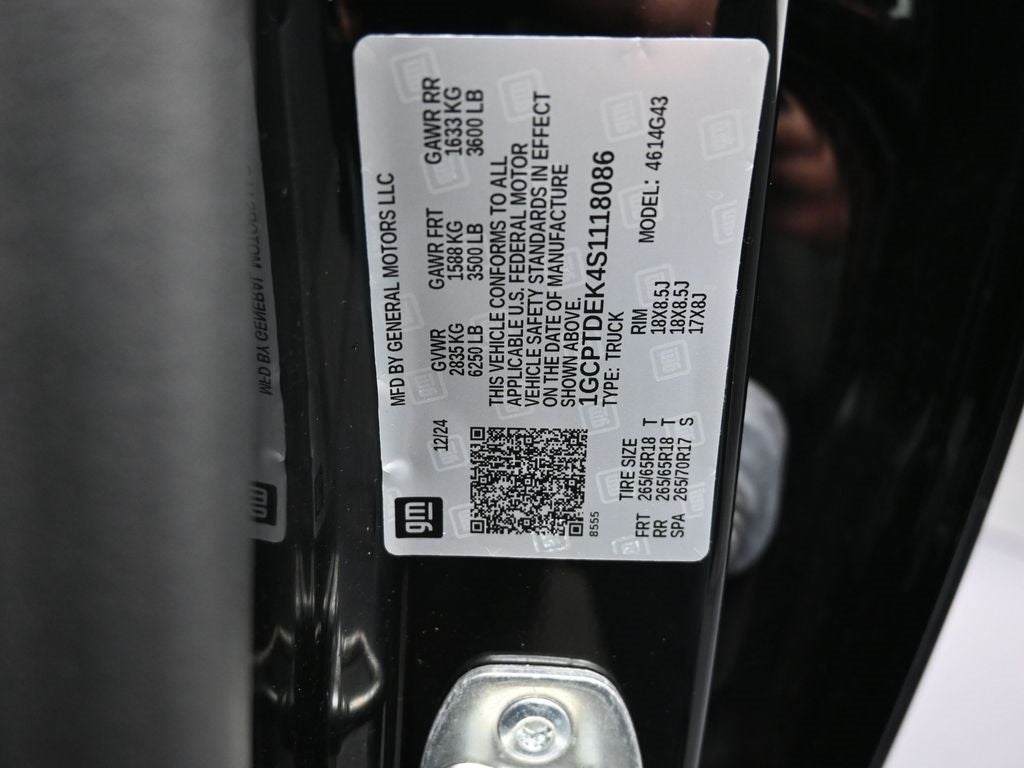 MFD BY GENERAL MOTORS LLC
12/24 GVWR GAWR FRT GAWR RR
2835 KG 1588 KG 1633 KG
6250 LB 3500 LB 3600 LB
THIS VEHICLE CONFORMS TO ALL
APPLICABLE U.S. FEDERAL MOTOR
VEHICLE SAFETY STANDARDS IN EFFECT
ON THE DATE OF MANUFACTURE
SHOWN ABOVE.
1GCPTDEK4S1118086
TYPE: TRUCK
gm
8555
TIRE SIZE RIM MODEL: 4614G43
FRT 265/65R18 T 18X8.5J
RR 265/65R18 T 18X8.5J
SPA 265/70R17 S 17X8J